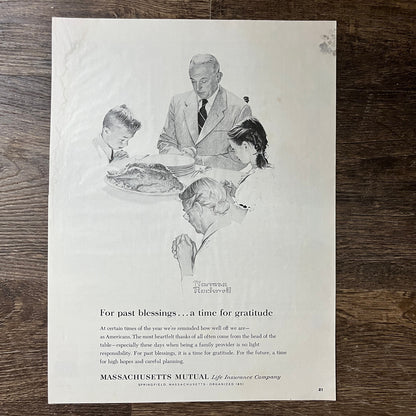 Norman
Rockwell
For past blessings . . . a time for gratitude
At certain times of the year we're reminded how well off we are—
as Americans. The most heartfelt thanks of all often come from the head of the
table—especially these days when being a family provider is no light
responsibility. For past blessings, it is a time for gratitude. For the future, a time
for high hopes and careful planning.
MASSACHUSETTS MUTUAL Life Insurance Company
SPRINGFIELD, MASSACHUSETTS · ORGANIZED 1851
21